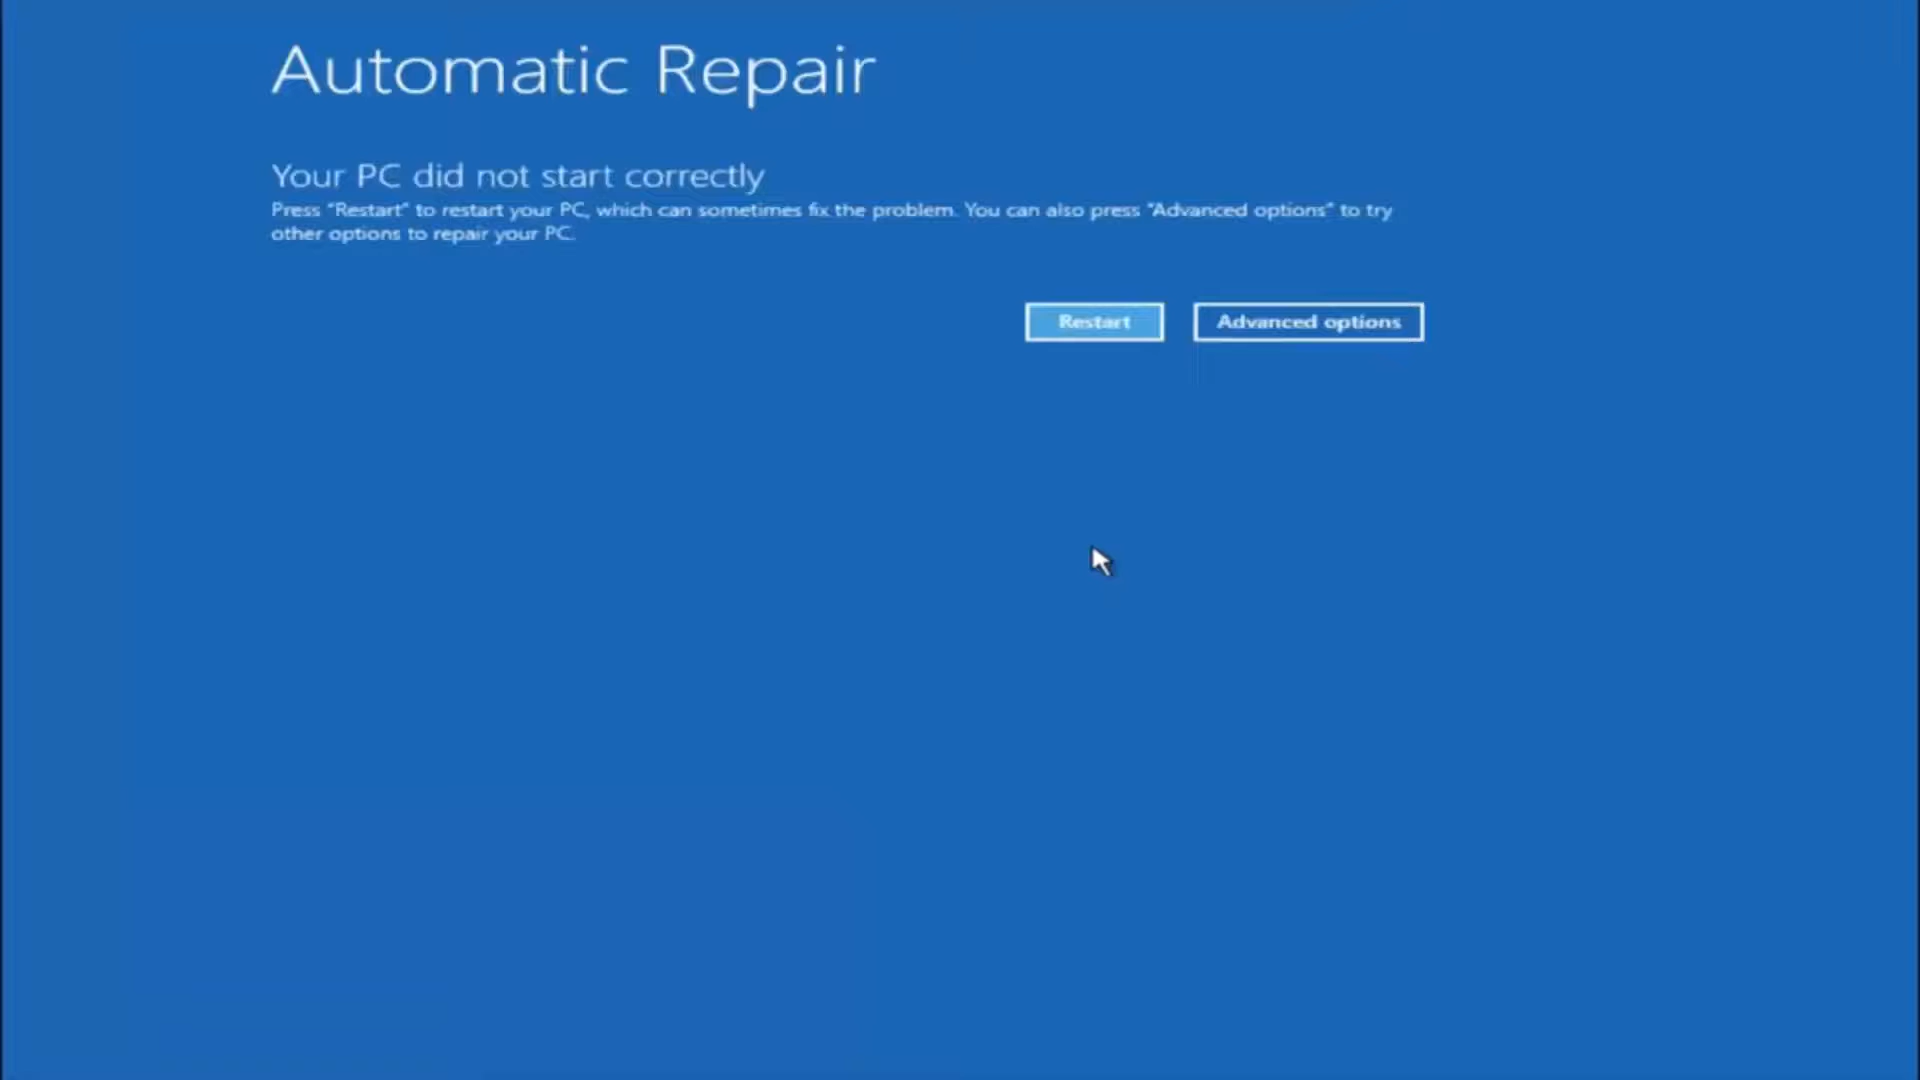 Automatic Repair
Your PC did not start correctly
Press "Restart" to restart your PC, which can sometimes fix the problem. You can also press "Advanced options" to try
other options to repair your PC.
Restart
Advanced options